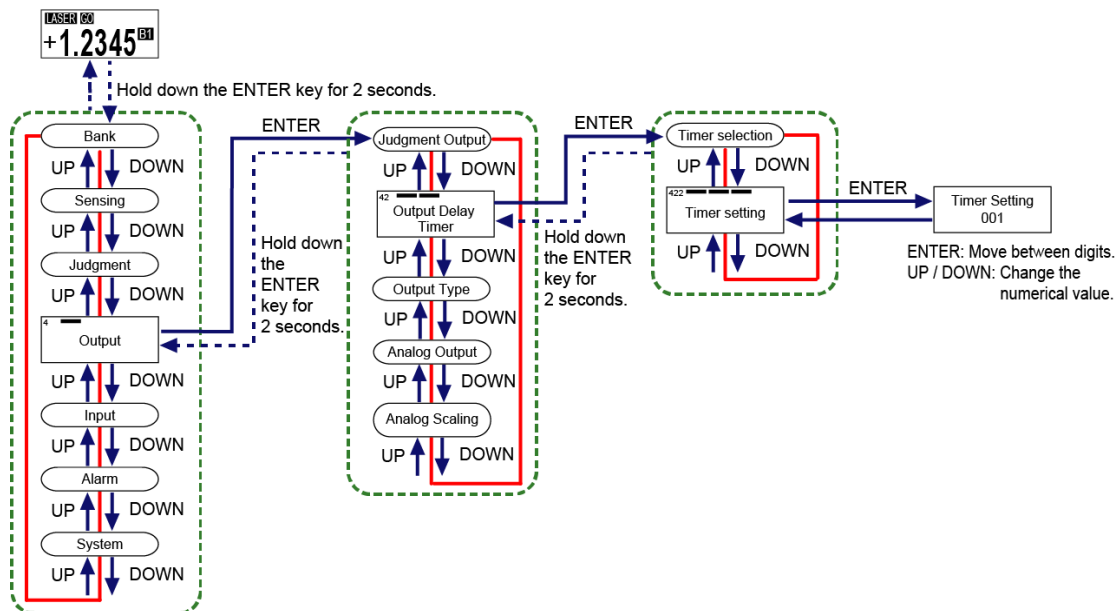 LASER GO
+1.2345 B1
Hold down the ENTER key for 2 seconds.
Bank
UP DOWN
Sensing
UP DOWN
Judgment
UP DOWN
4
Output
UP DOWN
Input
UP DOWN
Alarm
UP DOWN
System
UP DOWN
ENTER
Hold down
the
ENTER
key for
2 seconds.
Judgment Output
UP DOWN
42
Output Delay
Timer
UP DOWN
Output Type
UP DOWN
Analog Output
UP DOWN
Analog Scaling
UP DOWN
ENTER
Hold down
the ENTER
key for
2 seconds.
Timer selection
UP DOWN
422
Timer setting
UP DOWN
ENTER
Timer Setting
001
ENTER: Move between digits.
UP / DOWN: Change the
numerical value.